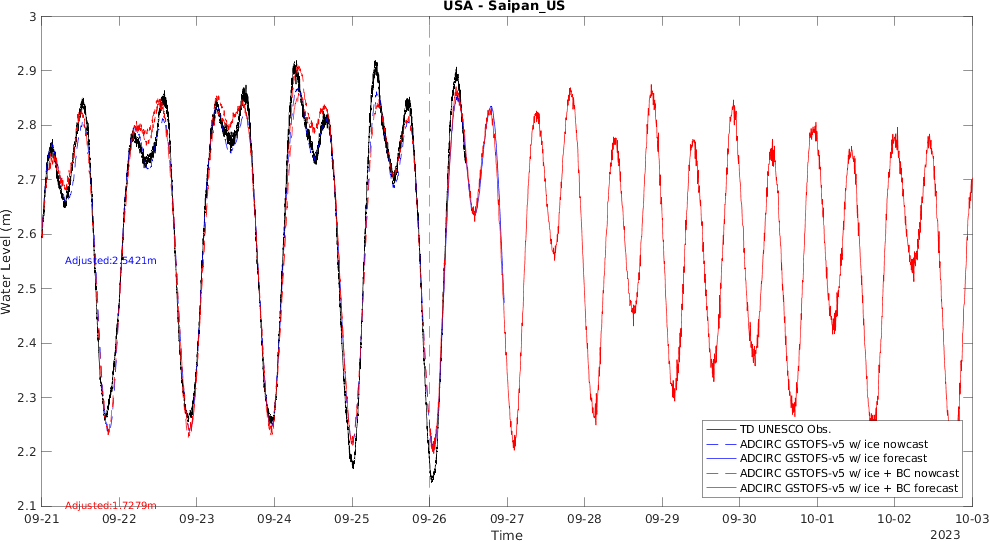 USA - Saipan_US
3
2.9
2.8
2.7
2.6
2.5
2.4
2.3
2.2
2.1
Water Level (m)
Adjusted:2.5421m
Adjusted:1.7279m
TD UNESCO Obs.
ADCIRC GSTOFS-v5 w/ ice nowcast
ADCIRC GSTOFS-v5 w/ ice forecast
ADCIRC GSTOFS-v5 w/ ice + BC nowcast
ADCIRC GSTOFS-v5 w/ ice + BC forecast
09-21 09-22 09-23 09-24 09-25 09-26 09-27 09-28 09-29 09-30 10-01 10-02 10-03
Time
2023